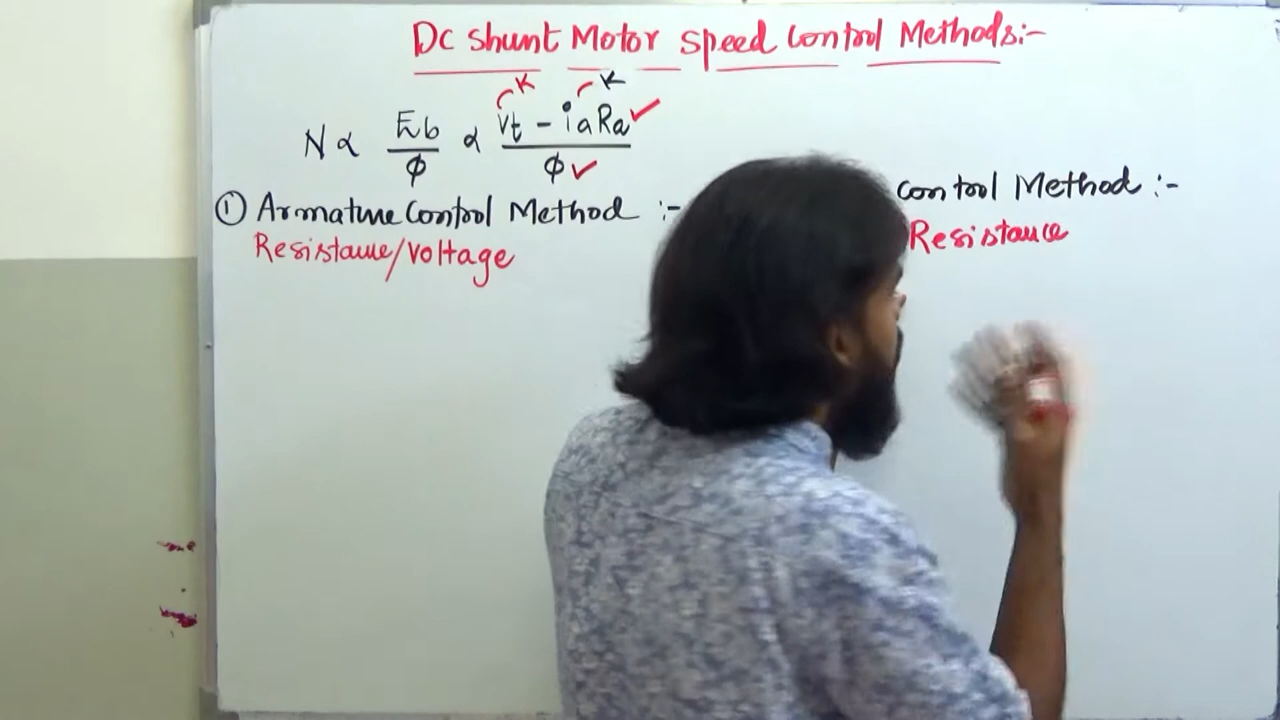 Dc Shunt Motor Speed Control Methods:-
K K
N ∝ Eb/ϕ ∝ Vt - iaRa/ϕ
① Armature Control Method :-
Resistance/Voltage
Control Method :-
Resistance